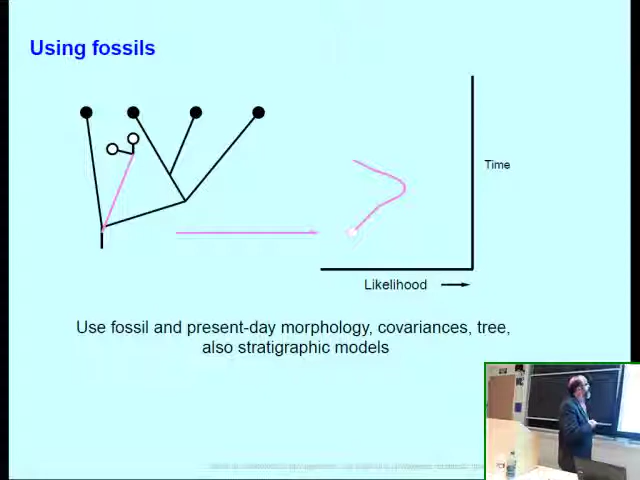 Using fossils
Time
Likelihood
Use fossil and present-day morphology, covariances, tree,
also stratigraphic models